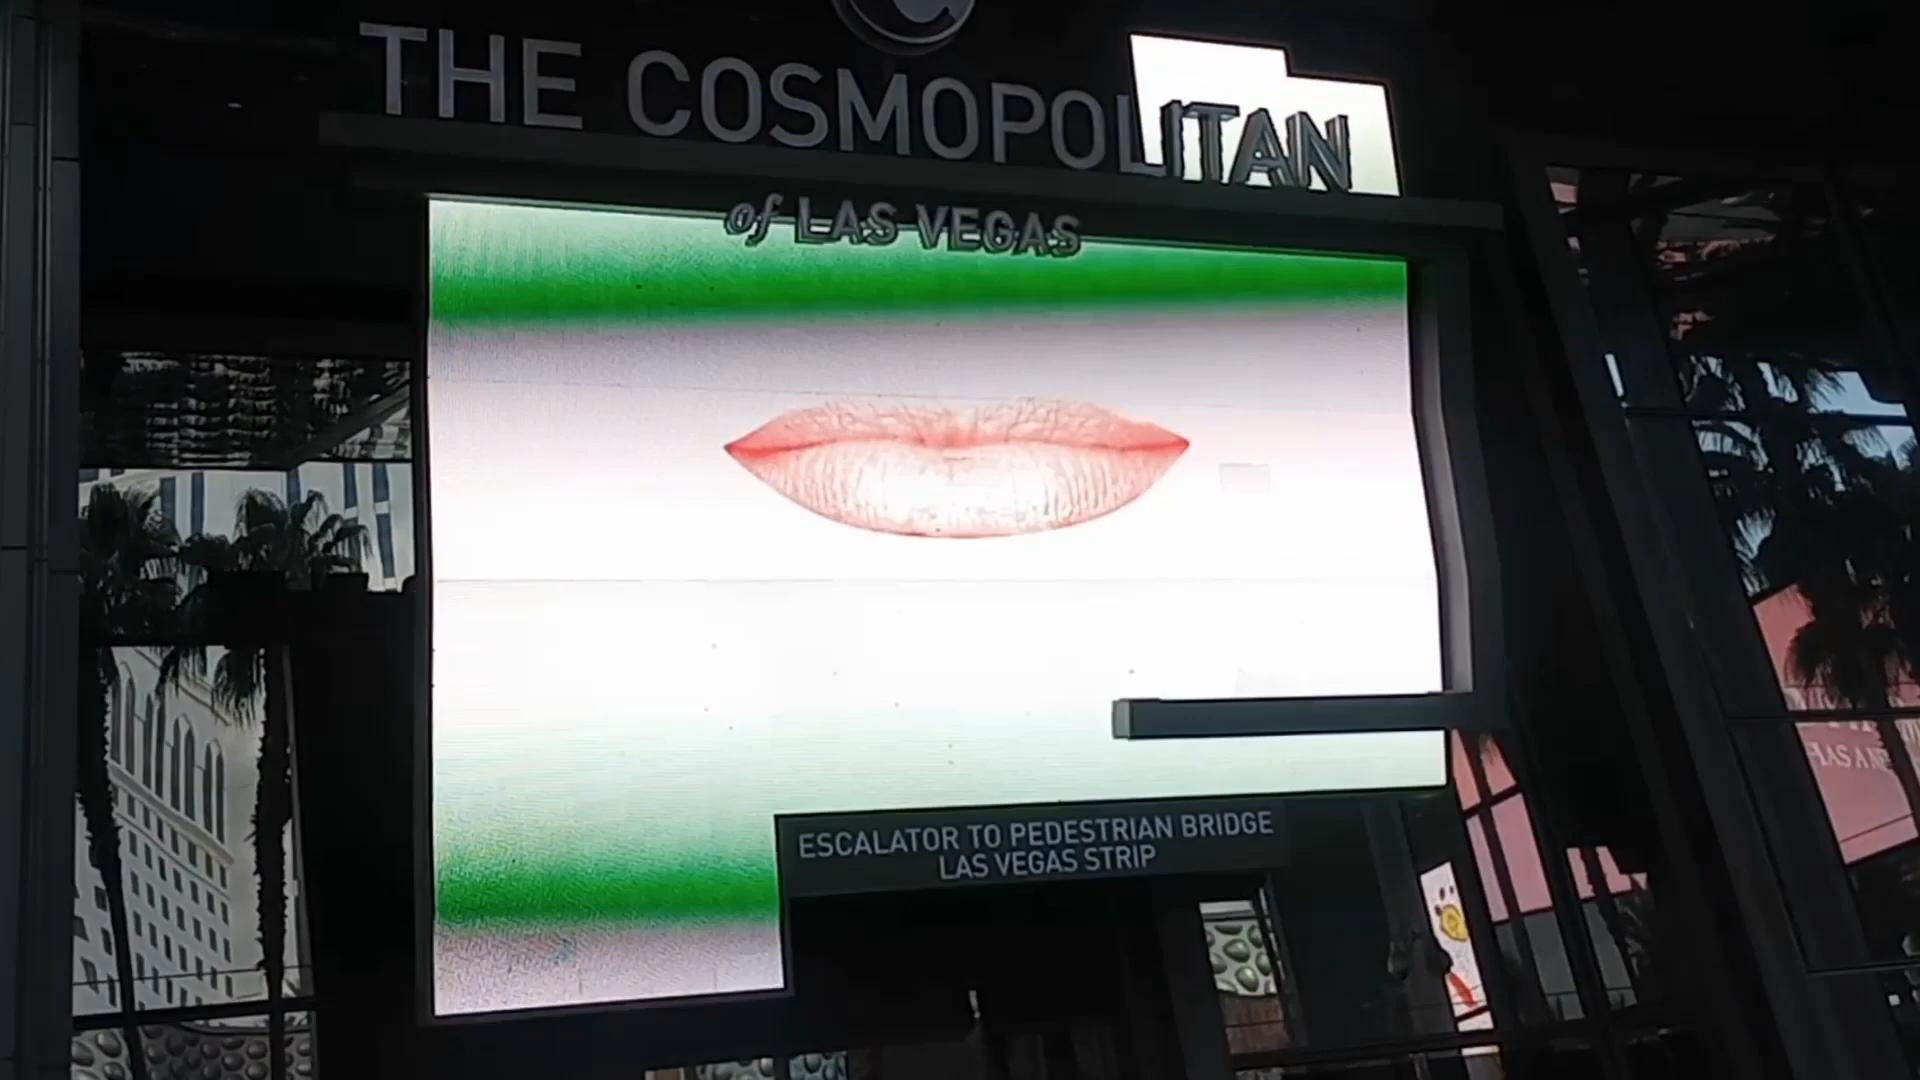 THE COSMOPOLITAN
of LAS VEGAS
ESCALATOR TO PEDESTRIAN BRIDGE
LAS VEGAS STRIP